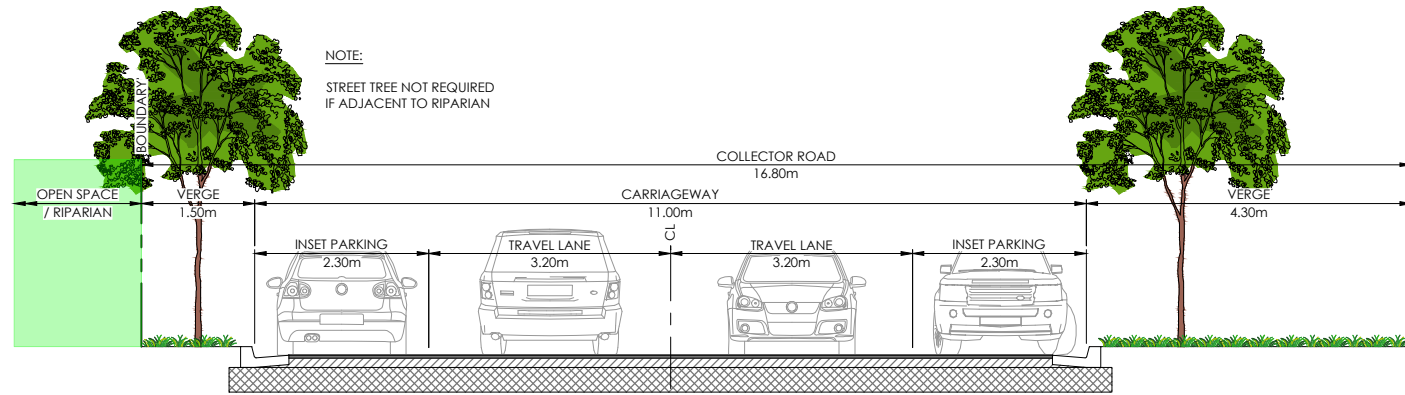 NOTE:
STREET TREE NOT REQUIRED
IF ADJACENT TO RIPARIAN
BOUNDARY
COLLECTOR ROAD
16.80m
OPEN SPACE
/ RIPARIAN
VERGE
1.50m
CARRIAGEWAY
11.00m
VERGE
4.30m
CL
INSET PARKING
2.30m
TRAVEL LANE
3.20m
TRAVEL LANE
3.20m
INSET PARKING
2.30m